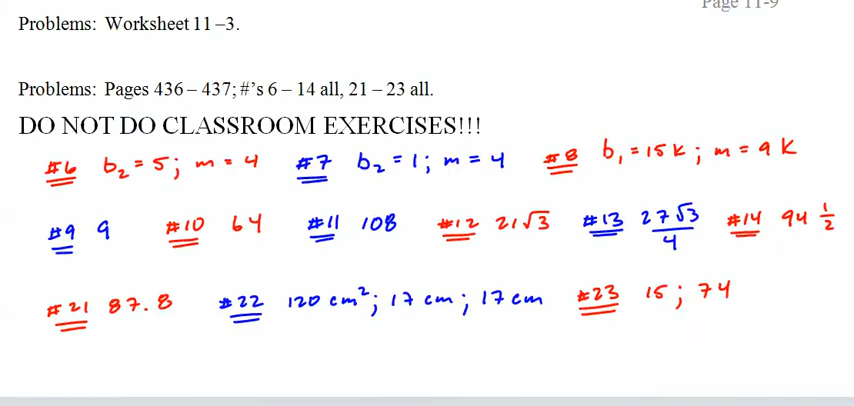 Page 11-9
Problems: Worksheet 11 –3.
Problems: Pages 436 – 437; #'s 6 – 14 all, 21 – 23 all.
DO NOT DO CLASSROOM EXERCISES!!!
#6 b₂ = 5; m = 4 #7 b₂ = 1; m = 4 #8 b₁ = 15K; m = 9K
#9 9 #10 64 #11 108 #12 21√3 #13 27√3/4 #14 94 1/2
#21 87.8 #22 120 cm²; 17 cm; 17 cm #23 15; 74